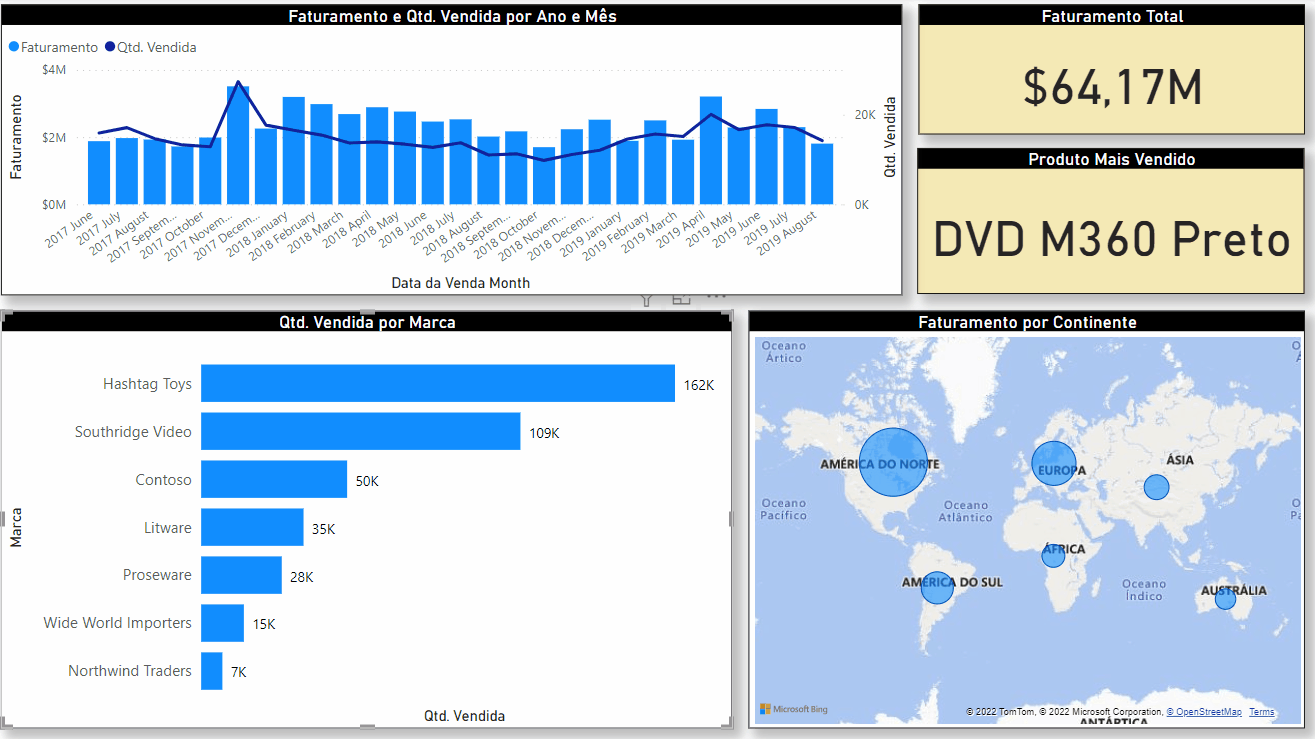 Faturamento e Qtd. Vendida por Ano e Mês
Faturamento Qtd. Vendida
$4M
$2M
$0M
Faturamento
20K
0K
Qtd. Vendida
2017 June
2017 July
2017 August
2017 Septem...
2017 October
2017 Novem...
2017 Decem...
2018 January
2018 February
2018 March
2018 April
2018 May
2018 June
2018 July
2018 August
2018 Septem...
2018 October
2018 Novem...
2018 Decem...
2019 January
2019 February
2019 March
2019 April
2019 May
2019 June
2019 July
2019 August
Data da Venda Month
Faturamento Total
$64,17M
Produto Mais Vendido
DVD M360 Preto
Qtd. Vendida por Marca
Marca
Hashtag Toys 162K
Southridge Video 109K
Contoso 50K
Litware 35K
Proseware 28K
Wide World Importers 15K
Northwind Traders 7K
Qtd. Vendida
Faturamento por Continente
Oceano
Ártico
AMÉRICA DO NORTE
EUROPA
ÁSIA
Oceano
Pacífico
Oceano
Atlântico
ÁFRICA
AMÉRICA DO SUL
Oceano
Índico
AUSTRÁLIA
Microsoft Bing
© 2022 TomTom, © 2022 Microsoft Corporation, © OpenStreetMap Terms
ANTÁRTICA